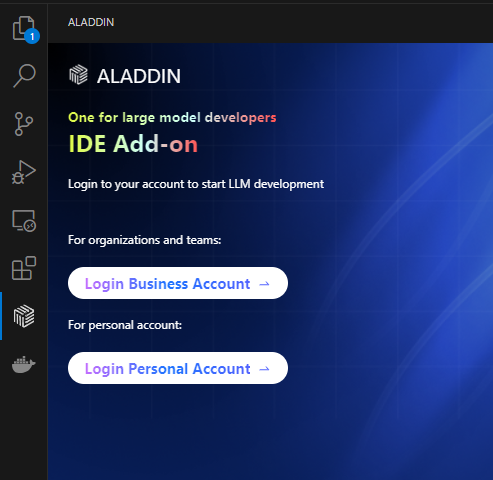 ALADDIN
1
ALADDIN
One for large model developers
IDE Add-on
Login to your account to start LLM development
For organizations and teams:
Login Business Account →
For personal account:
Login Personal Account →